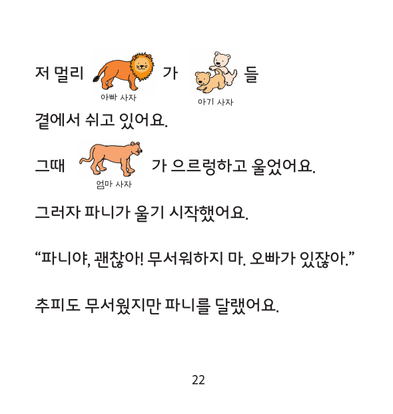 저 멀리 가 들
아빠 사자 아기 사자
곁에서 쉬고 있어요.
그때 가 으르렁하고 울었어요.
엄마 사자
그러자 파니가 울기 시작했어요.
“파니야, 괜찮아! 무서워하지 마. 오빠가 있잖아.”
추피도 무서웠지만 파니를 달랬어요.
22